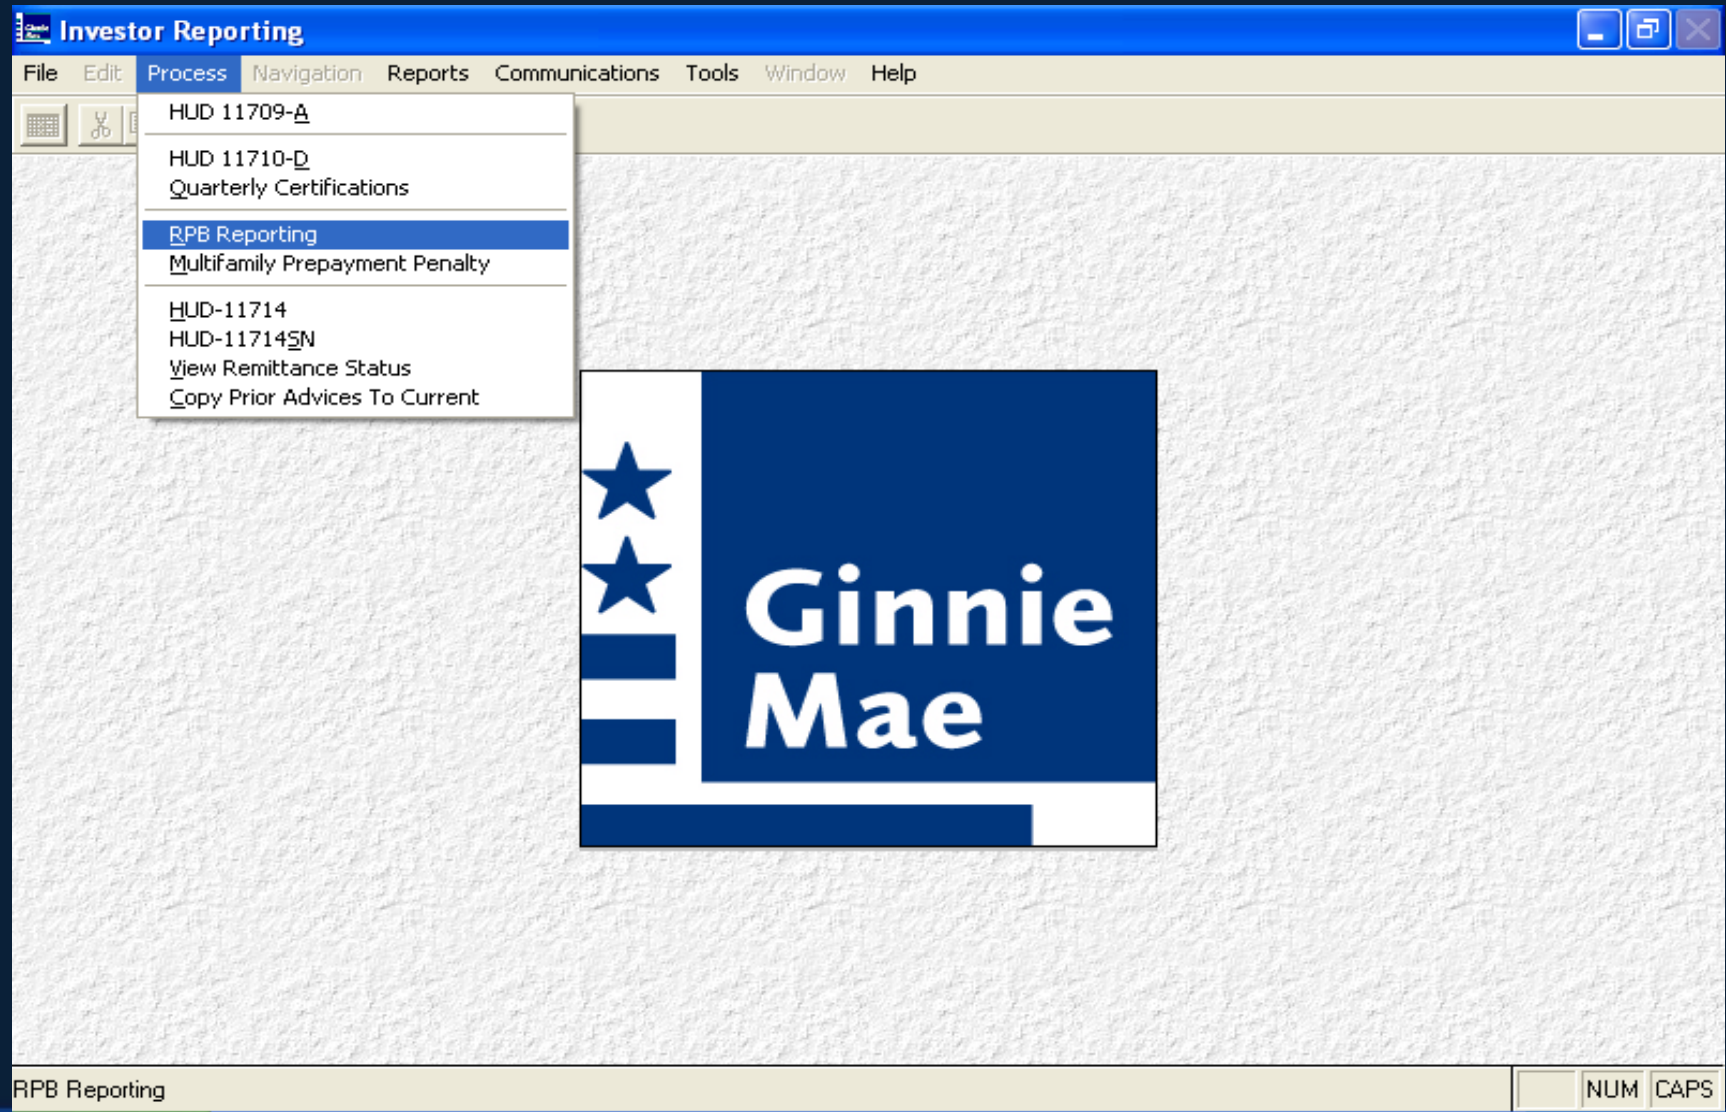 Investor Reporting
File Edit Process Navigation Reports Communications Tools Window Help
HUD 11709-A
HUD 11710-D
Quarterly Certifications
RPB Reporting
Multifamily Prepayment Penalty
HUD-11714
HUD-11714SN
View Remittance Status
Copy Prior Advices To Current
Ginnie
Mae
RPB Reporting NUM CAPS